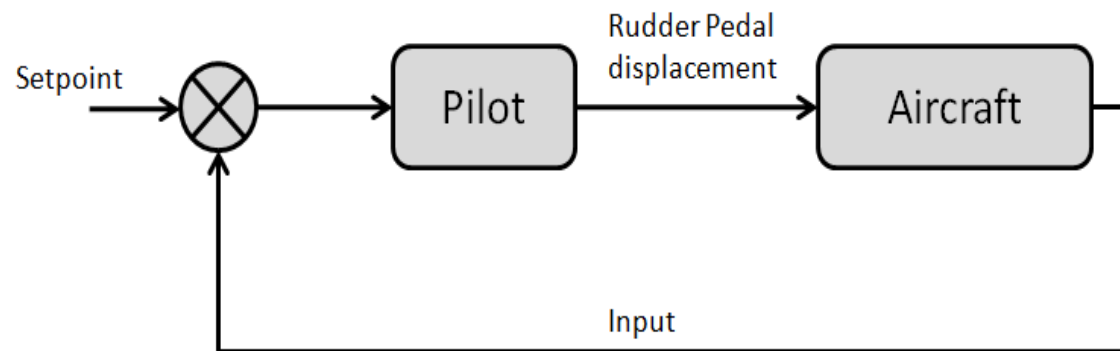 Setpoint
Pilot
Rudder Pedal
displacement
Aircraft
Input